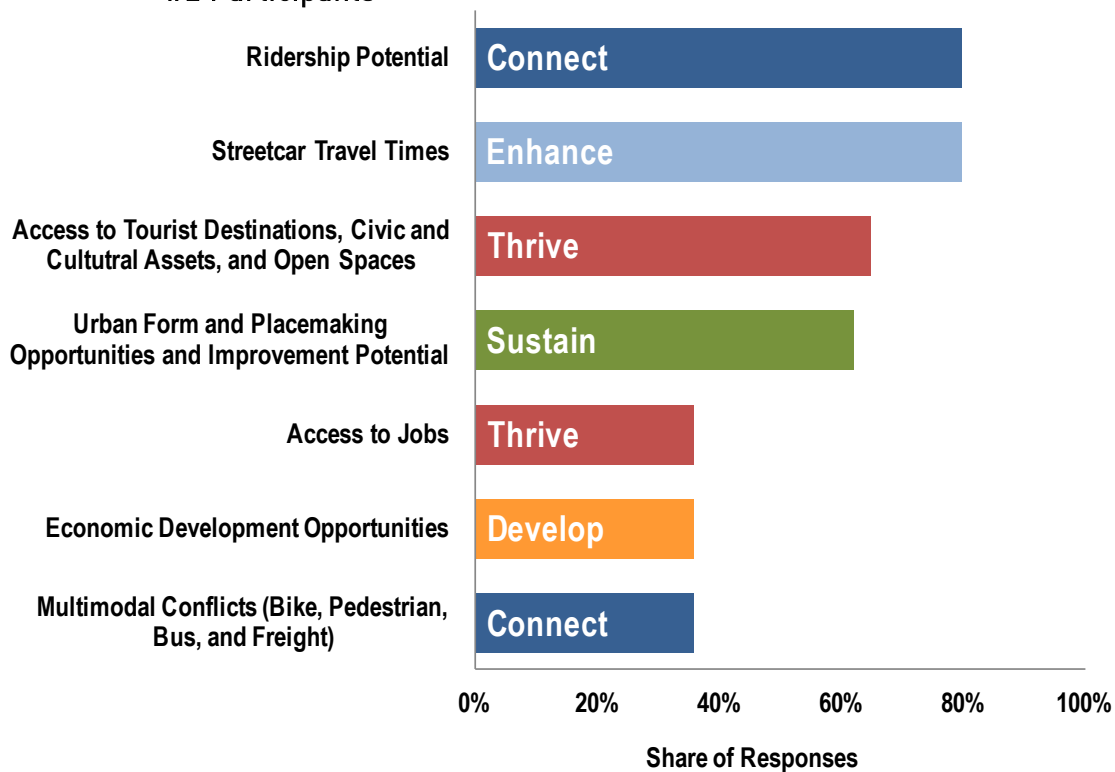 Ridership Potential
Connect
Streetcar Travel Times
Enhance
Access to Tourist Destinations, Civic and
Cultutral Assets, and Open Spaces
Thrive
Urban Form and Placemaking
Opportunities and Improvement Potential
Sustain
Access to Jobs
Thrive
Economic Development Opportunities
Develop
Multimodal Conflicts (Bike, Pedestrian,
Bus, and Freight)
Connect
0% 20% 40% 60% 80% 100%
Share of Responses